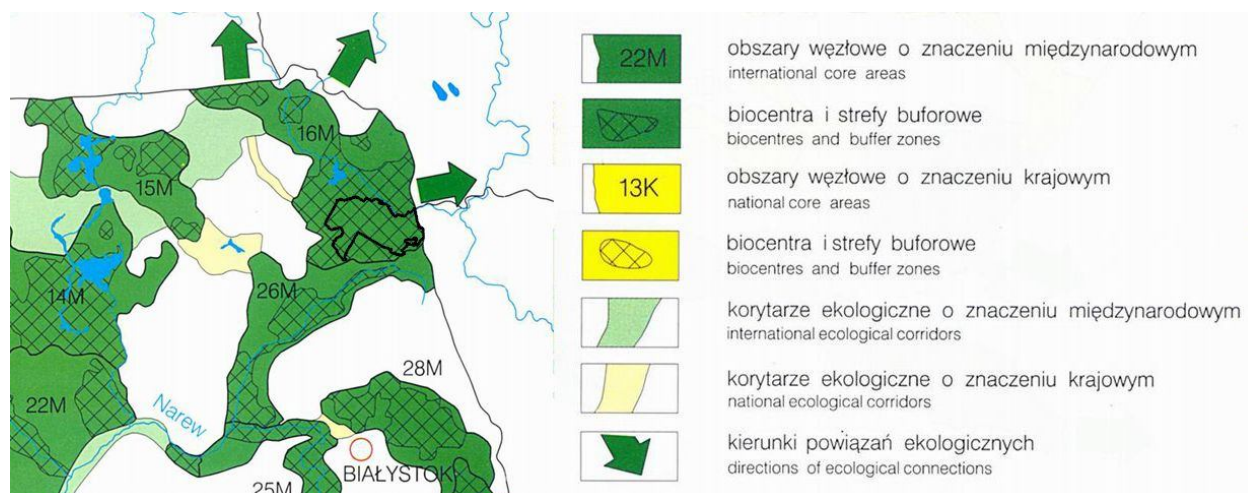 16M
15M
14M
26M
28M
22M
Narew
BIAŁYSTOK
25M
22M
obszary węzłowe o znaczeniu międzynarodowym
international core areas
biocentra i strefy buforowe
biocentres and buffer zones
13K
obszary węzłowe o znaczeniu krajowym
national core areas
biocentra i strefy buforowe
biocentres and buffer zones
korytarze ekologiczne o znaczeniu międzynarodowym
international ecological corridors
korytarze ekologiczne o znaczeniu krajowym
national ecological corridors
kierunki powiązań ekologicznych
directions of ecological connections